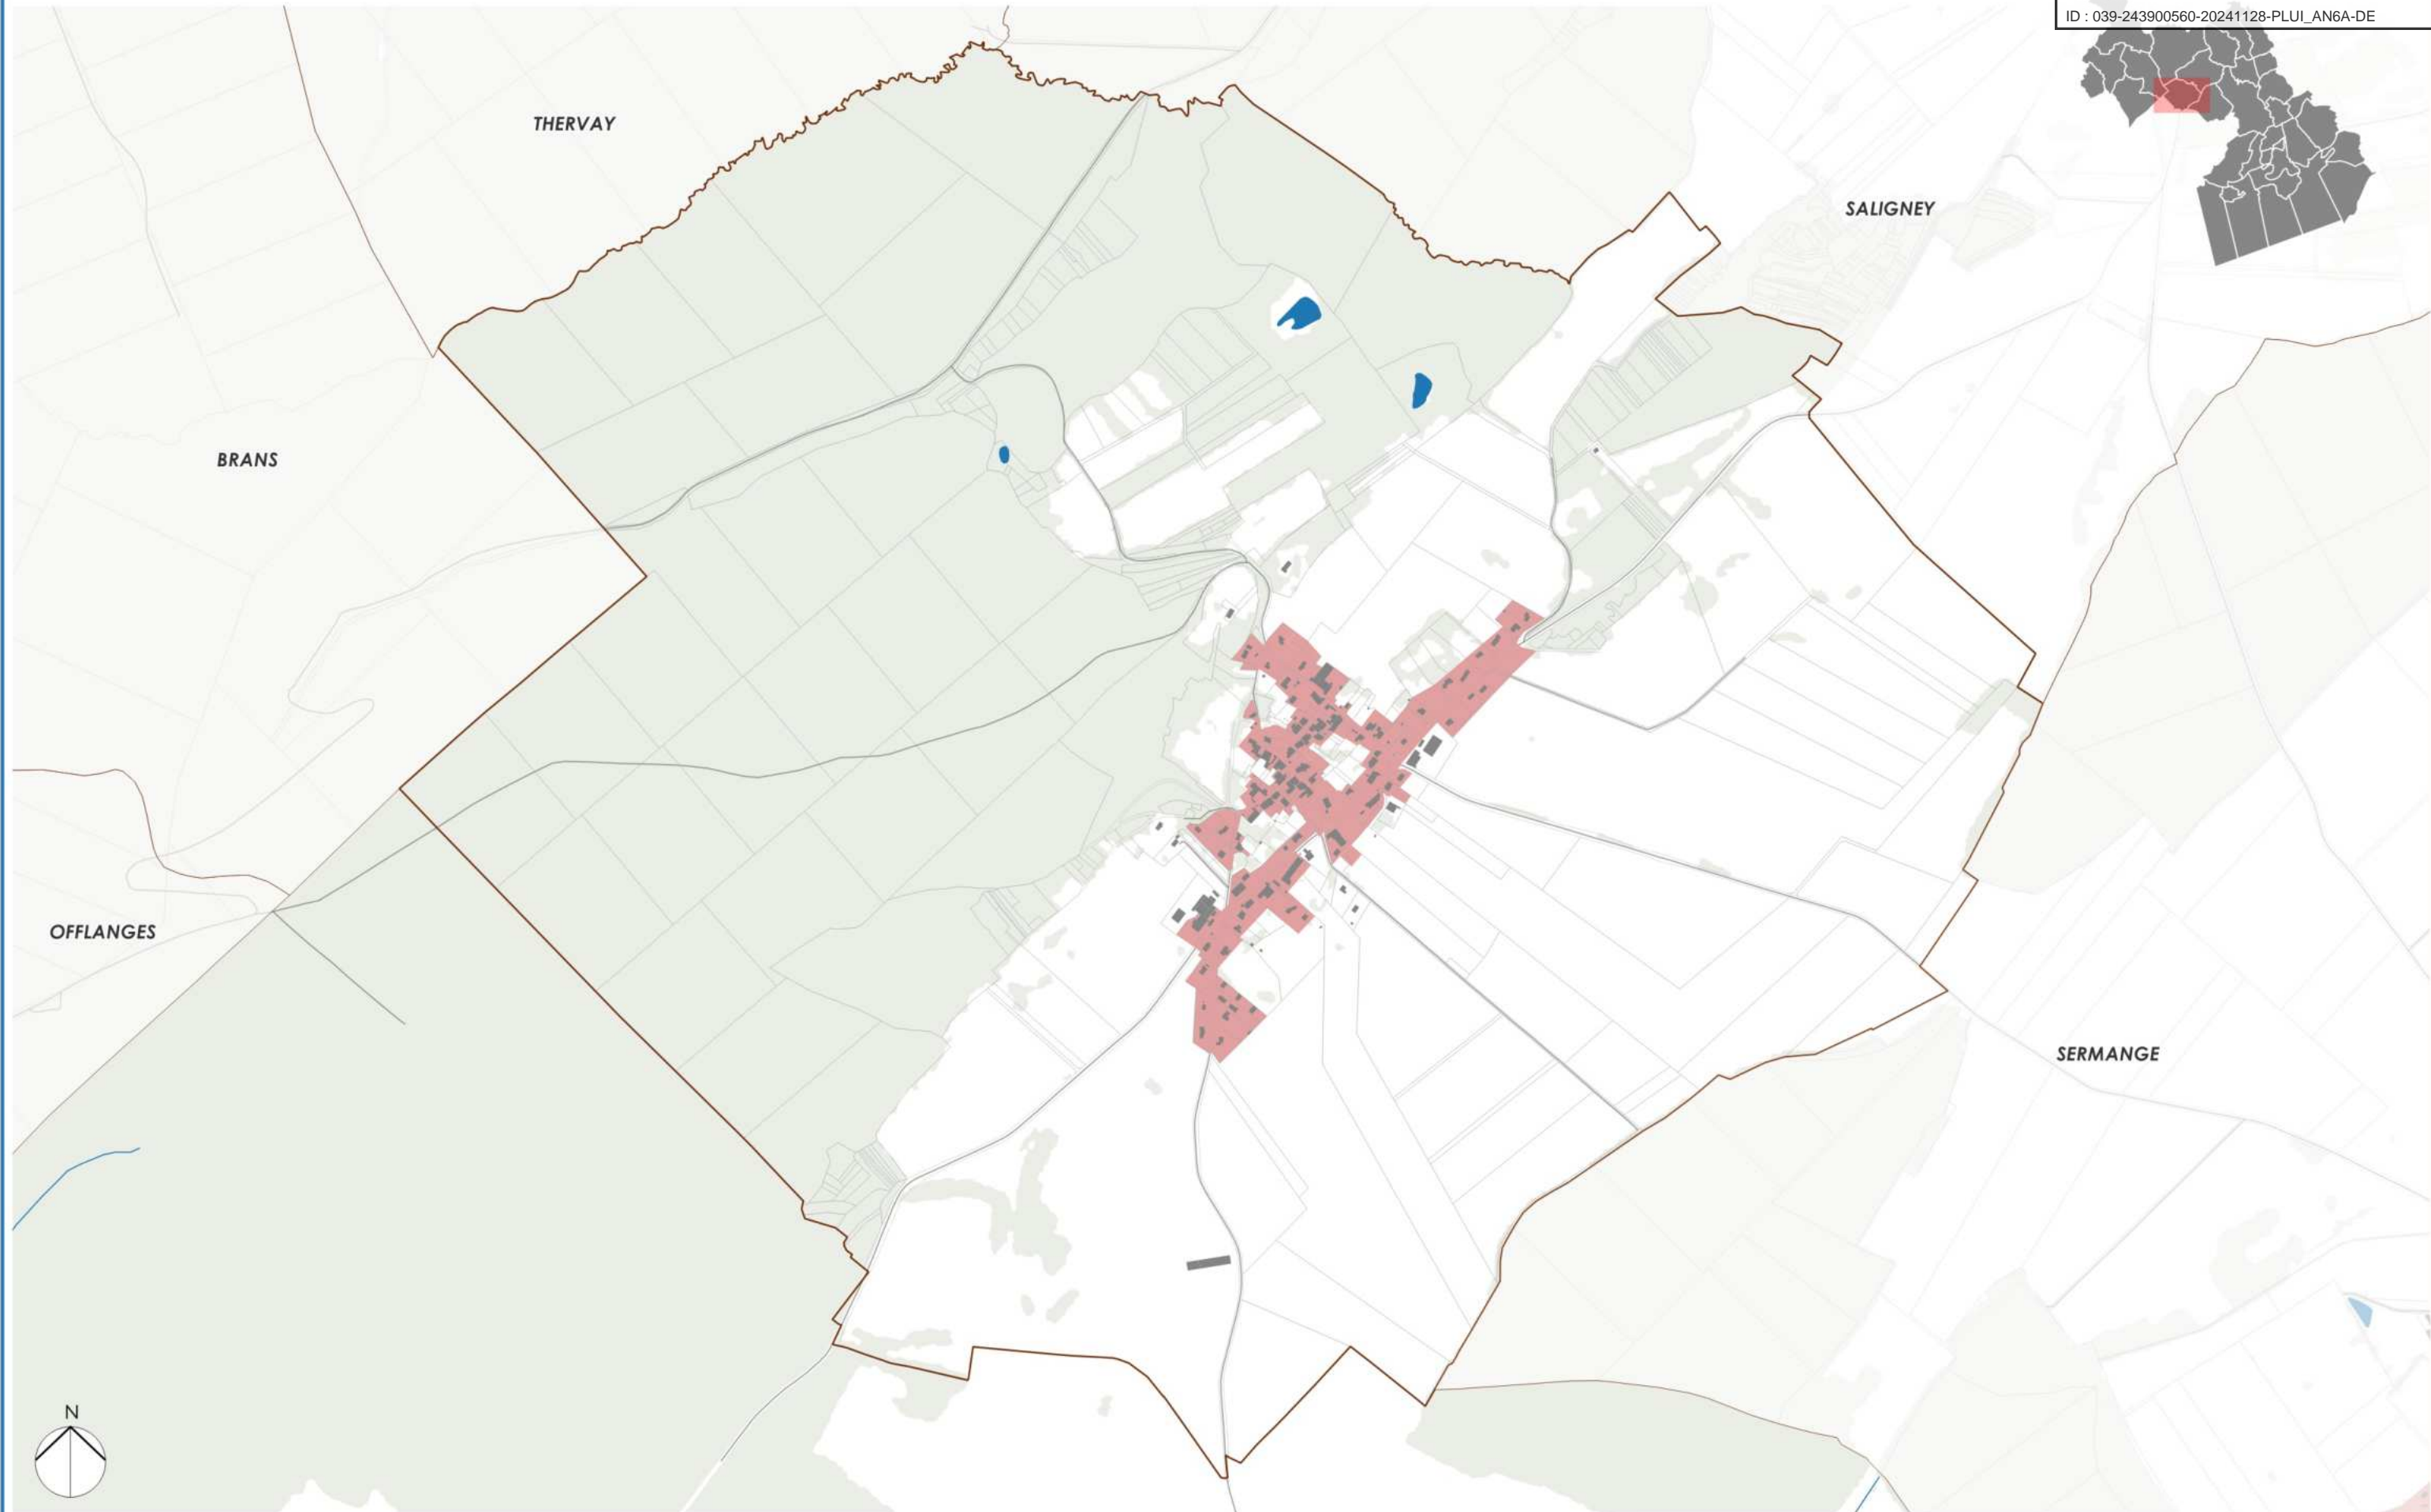 ID : 039-243900560-20241128-PLUI_AN6A-DE
THERVAY
SALIGNEY
BRANS
OFFLANGES
SERMANGE
N